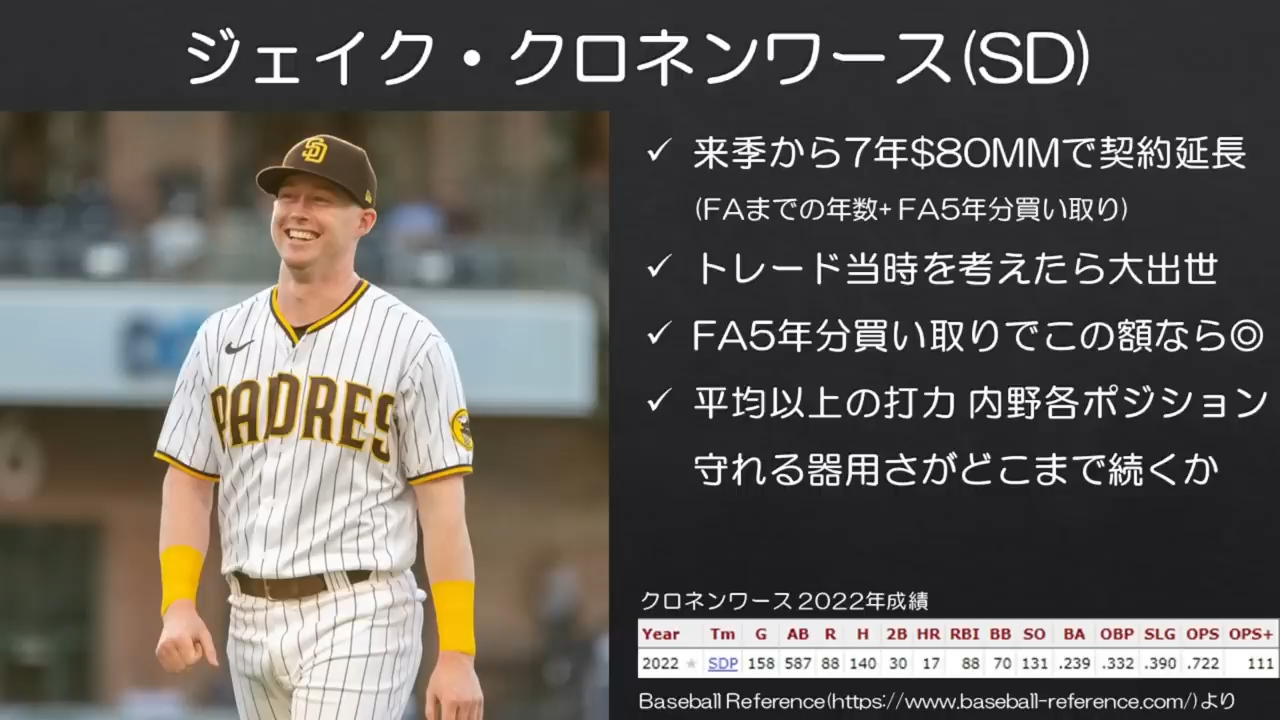 ジェイク・クロネンワース(SD)
✓ 来季から7年$80MMで契約延長
(FAまでの年数+FA5年分買い取り)
✓ トレード当時を考えたら大出世
✓ FA5年分買い取りでこの額なら◎
✓ 平均以上の打力 内野各ポジション
守れる器用さがどこまで続くか
SD
PADRES
クロネンワース2022年成績
Year Tm G AB R H 2B HR RBI BB SO BA OBP SLG OPS OPS+
2022 ★ SDP 158 587 88 140 30 17 88 70 131 .239 .332 .390 .722 111
Baseball Reference(https://www.baseball-reference.com/)より